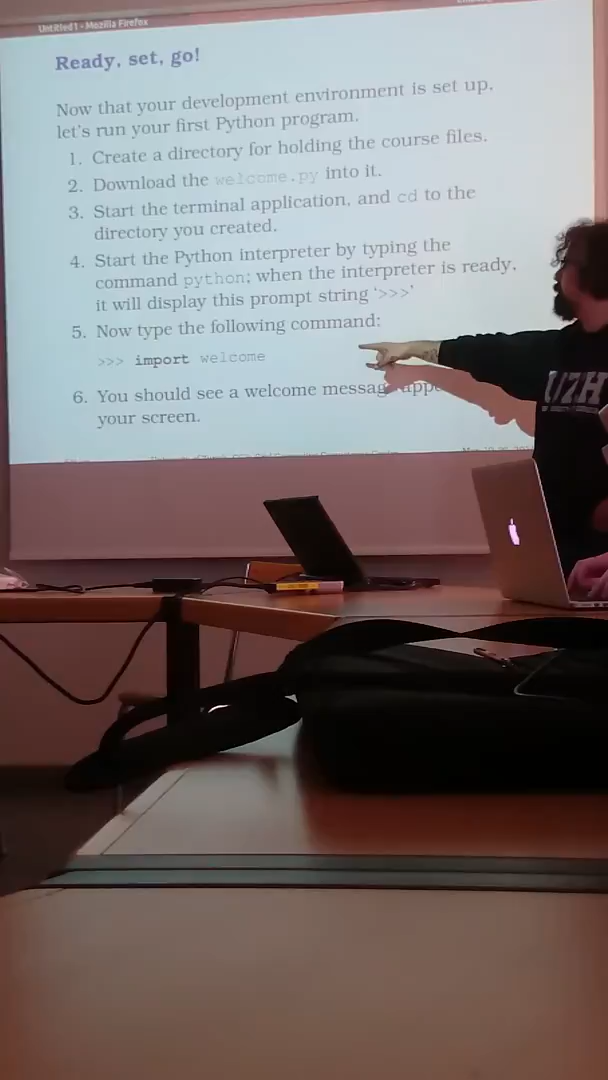 Untitled1 - Mozilla Firefox
Ready, set, go!
Now that your development environment is set up,
let's run your first Python program.
1. Create a directory for holding the course files.
2. Download the welcome.py into it.
3. Start the terminal application, and cd to the
directory you created.
4. Start the Python interpreter by typing the
command python; when the interpreter is ready,
it will display this prompt string '>>>'
5. Now type the following command:
>>> import welcome
6. You should see a welcome messag appe
your screen.
UZH